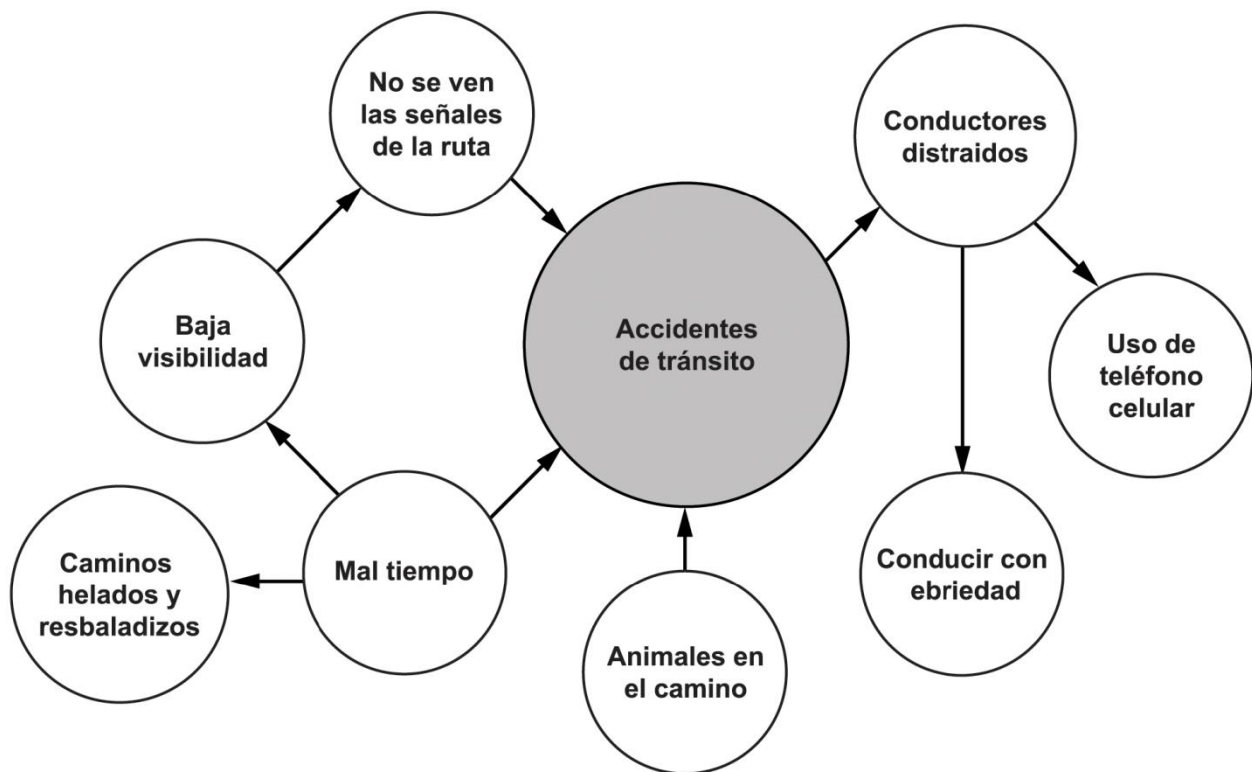 No se ven
las señales
de la ruta
Conductores
distraidos
Baja
visibilidad
Accidentes
de tránsito
Uso de
teléfono
celular
Caminos
helados y
resbaladizos
Mal tiempo
Conducir con
ebriedad
Animales en
el camino